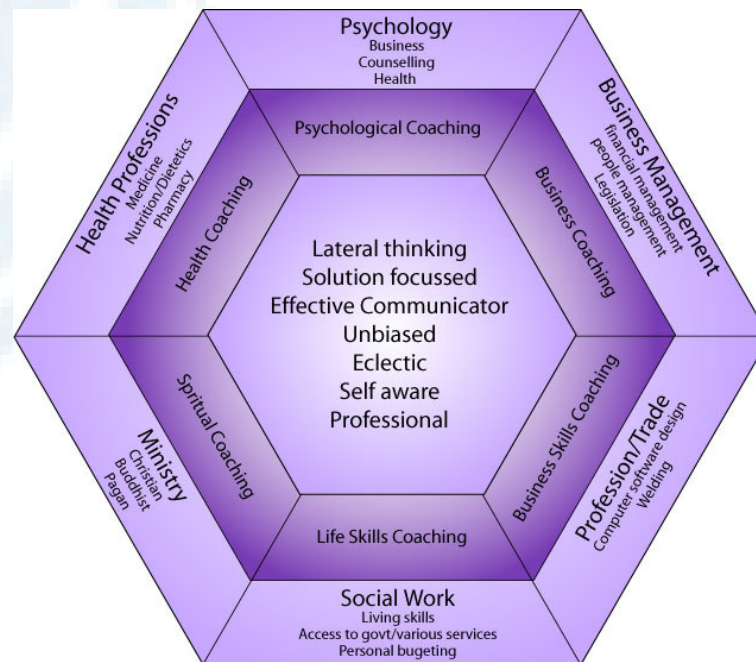 Psychology
Business
Counselling
Health
Psychological Coaching
Business Management
financial management
people management
Legislation
Business Coaching
Health Professions
Medicine
Nutrition/Dietetics
Pharmacy
Health Coaching
Lateral thinking
Solution focussed
Effective Communicator
Unbiased
Eclectic
Self aware
Professional
Ministry
Christian
Buddhist
Pagan
Spritual Coaching
Business Skills Coaching
Profession/Trade
Computer software design
Welding
Life Skills Coaching
Social Work
Living skills
Access to govt/various services
Personal bugeting